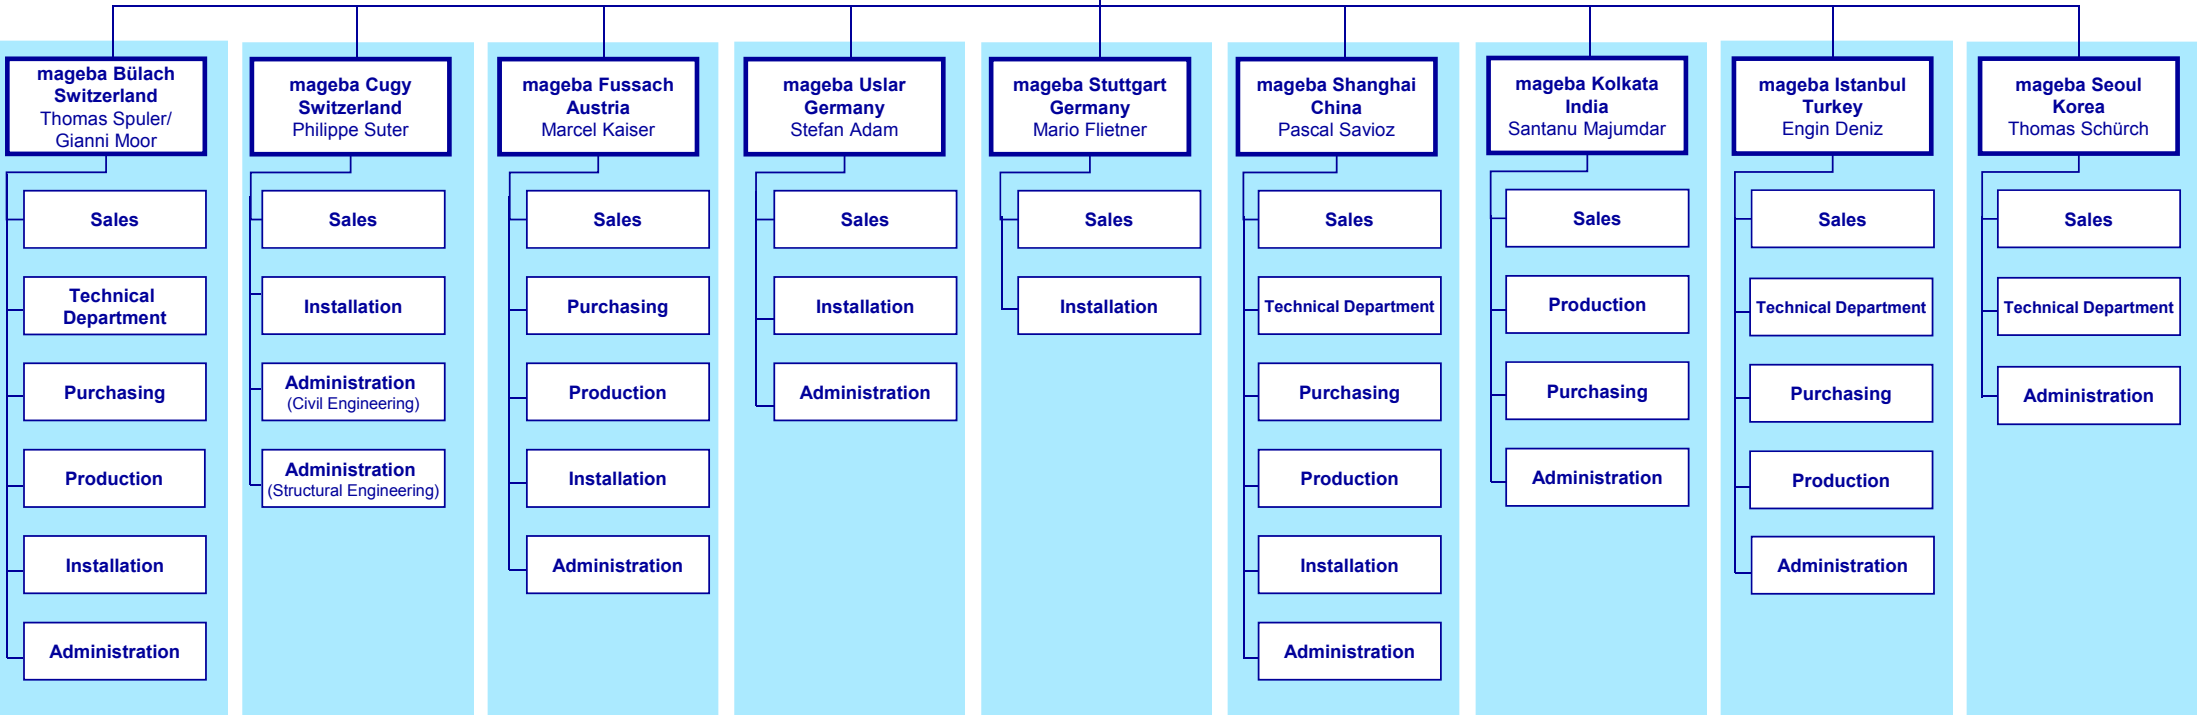 mageba Bülach
Switzerland
Thomas Spuler/
Gianni Moor
Sales
Technical
Department
Purchasing
Production
Installation
Administration
mageba Cugy
Switzerland
Philippe Suter
Sales
Installation
Administration
(Civil Engineering)
Administration
(Structural Engineering)
mageba Fussach
Austria
Marcel Kaiser
Sales
Purchasing
Production
Installation
Administration
mageba Uslar
Germany
Stefan Adam
Sales
Installation
Administration
mageba Stuttgart
Germany
Mario Flietner
Sales
Installation
mageba Shanghai
China
Pascal Savioz
Sales
Technical Department
Purchasing
Production
Installation
Administration
mageba Kolkata
India
Santanu Majumdar
Sales
Production
Purchasing
Administration
mageba Istanbul
Turkey
Engin Deniz
Sales
Technical Department
Purchasing
Production
Administration
mageba Seoul
Korea
Thomas Schürch
Sales
Technical Department
Administration